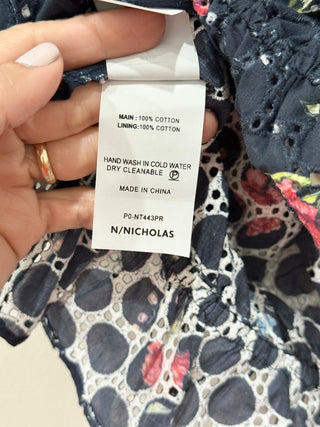 MAIN : 100% COTTON
LINING:100% COTTON
HAND WASH IN COLD WATER
DRY CLEANABLE Ⓟ
MADE IN CHINA
P0-NT443PR
N/NICHOLAS